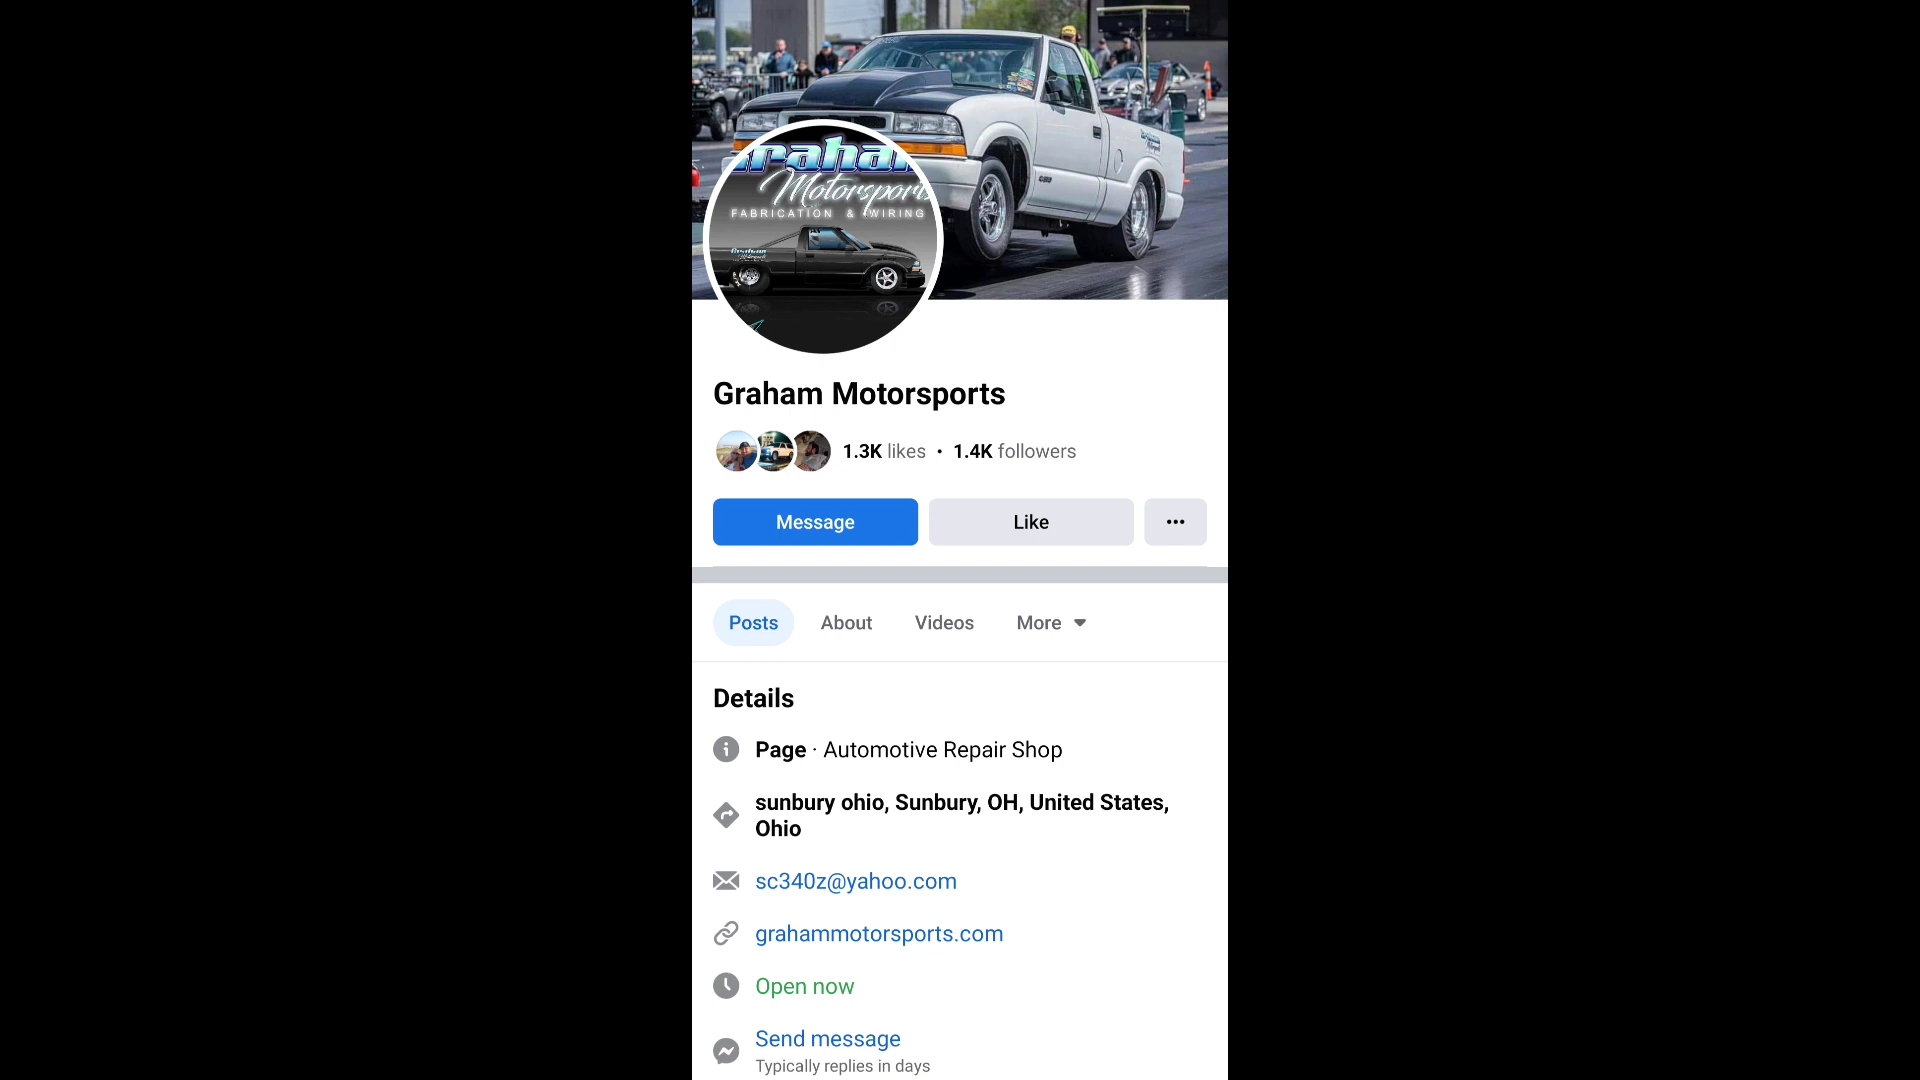 Graham
Motorsports
FABRICATION & WIRING
Graham Motorsports
1.3K likes • 1.4K followers
Message
Like
Posts
About
Videos
More
Details
Page · Automotive Repair Shop
sunbury ohio, Sunbury, OH, United States,
Ohio
sc340z@yahoo.com
grahammotorsports.com
Open now
Send message
Typically replies in days